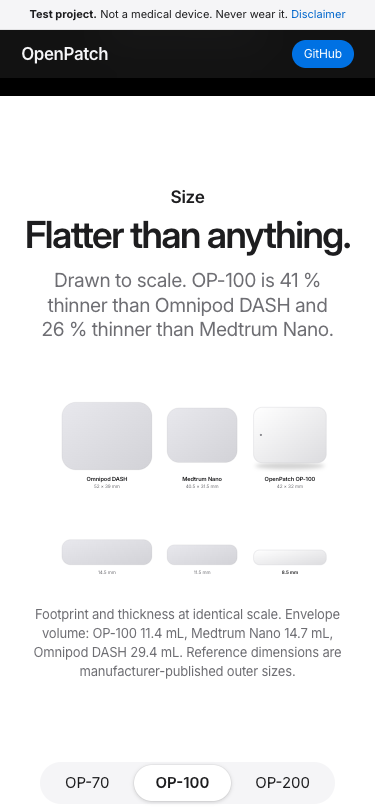 Test project. Not a medical device. Never wear it. Disclaimer
OpenPatch
GitHub
Size
Flatter than anything.
Drawn to scale. OP-100 is 41 %
thinner than Omnipod DASH and
26 % thinner than Medtrum Nano.
Omnipod DASH
52 × 39 mm
Medtrum Nano
40.5 × 31.5 mm
OpenPatch OP-100
42 × 32 mm
14.5 mm
11.5 mm
8.5 mm
Footprint and thickness at identical scale. Envelope
volume: OP-100 11.4 mL, Medtrum Nano 14.7 mL,
Omnipod DASH 29.4 mL. Reference dimensions are
manufacturer-published outer sizes.
OP-70
OP-100
OP-200